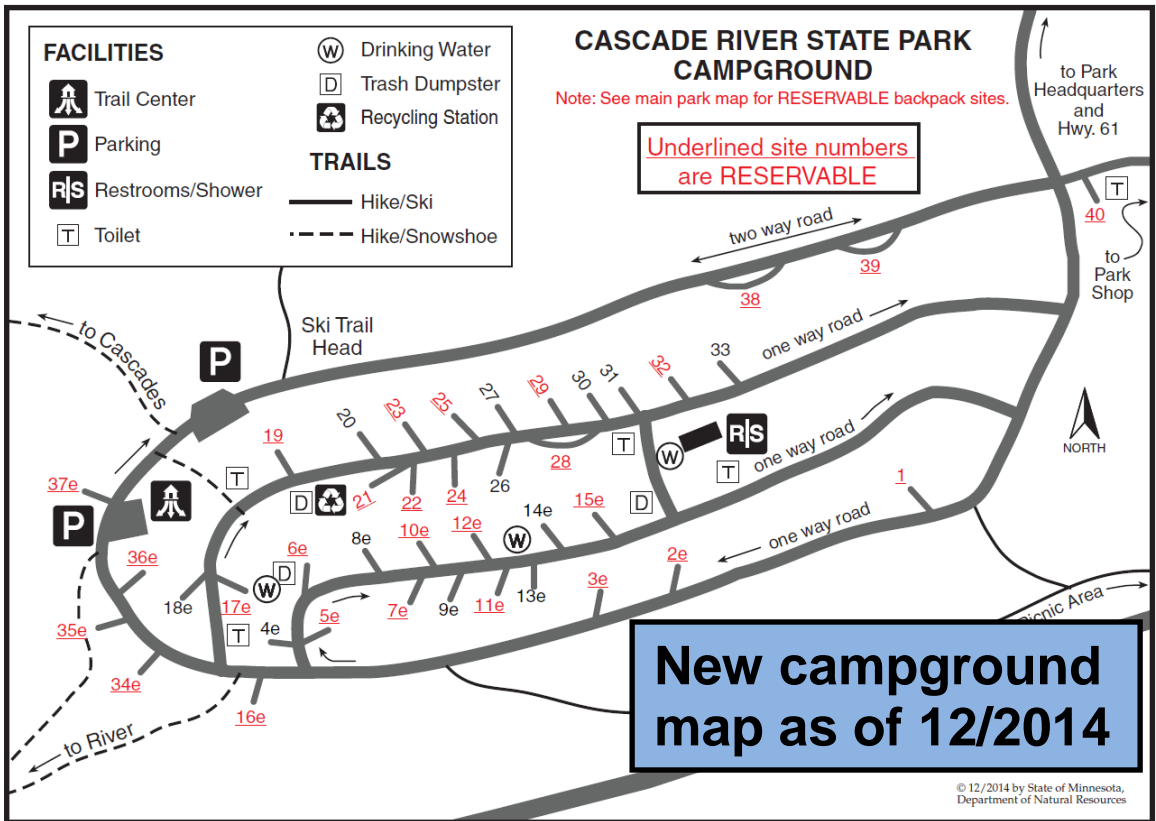 FACILITIES
Trail Center
P Parking
R|S Restrooms/Shower
T Toilet
W Drinking Water
D Trash Dumpster
Recycling Station
TRAILS
Hike/Ski
Hike/Snowshoe
CASCADE RIVER STATE PARK
CAMPGROUND
Note: See main park map for RESERVABLE backpack sites.
Underlined site numbers
are RESERVABLE
to Park
Headquarters
and
Hwy. 61
T
40
to
Park
Shop
two way road
39
38
to Cascades
Ski Trail
Head
P
one way road
33
32
31
30
29
28
27
26
25
24
23
22
21
20
19
T
D
T
W
R|S
T
D
NORTH
one way road
1
one way road
37e
P
36e
35e
34e
18e
17e
W
D
T
16e
4e
5e
6e
8e
10e
12e
W
14e
15e
7e
9e
11e
13e
3e
2e
to River
Picnic Area
New campground
map as of 12/2014
© 12/2014 by State of Minnesota,
Department of Natural Resources